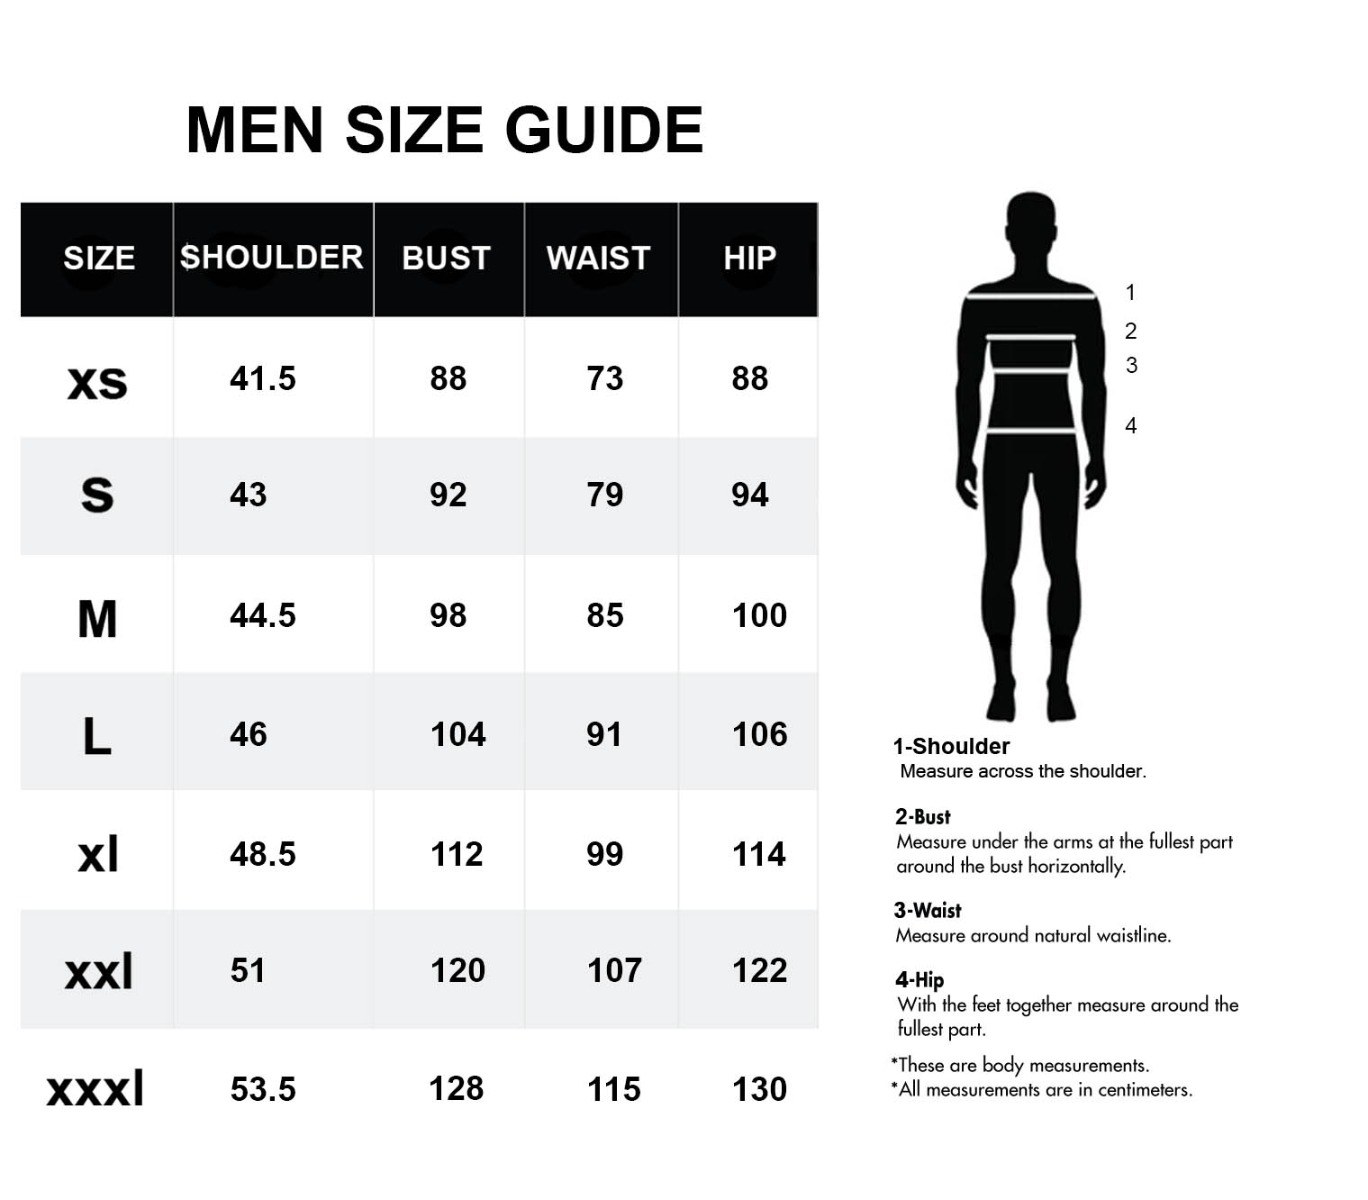 MEN SIZE GUIDE
SIZE SHOULDER BUST WAIST HIP
xs 41.5 88 73 88
S 43 92 79 94
M 44.5 98 85 100
L 46 104 91 106
xl 48.5 112 99 114
xxl 51 120 107 122
xxxl 53.5 128 115 130
1
2
3
4
1-Shoulder
Measure across the shoulder.
2-Bust
Measure under the arms at the fullest part
around the bust horizontally.
3-Waist
Measure around natural waistline.
4-Hip
With the feet together measure around the
fullest part.
*These are body measurements.
*All measurements are in centimeters.